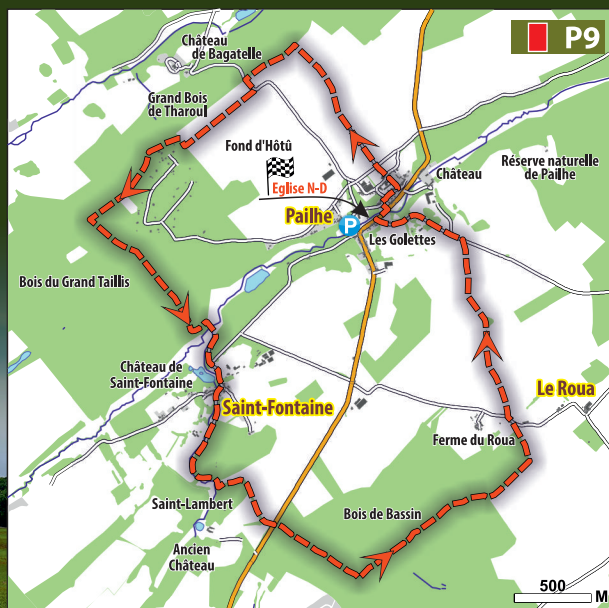 P9
Château
de Bagatelle
Grand Bois
de Tharoul
Fond d'Hôtû
Eglise N-D
Château
Réserve naturelle
de Pailhe
Pailhe
P
Les Golettes
Bois du Grand Taillis
Château de
Saint-Fontaine
Saint-Fontaine
Le Roua
Ferme du Roua
Saint-Lambert
Bois de Bassin
Ancien
Château
500
M